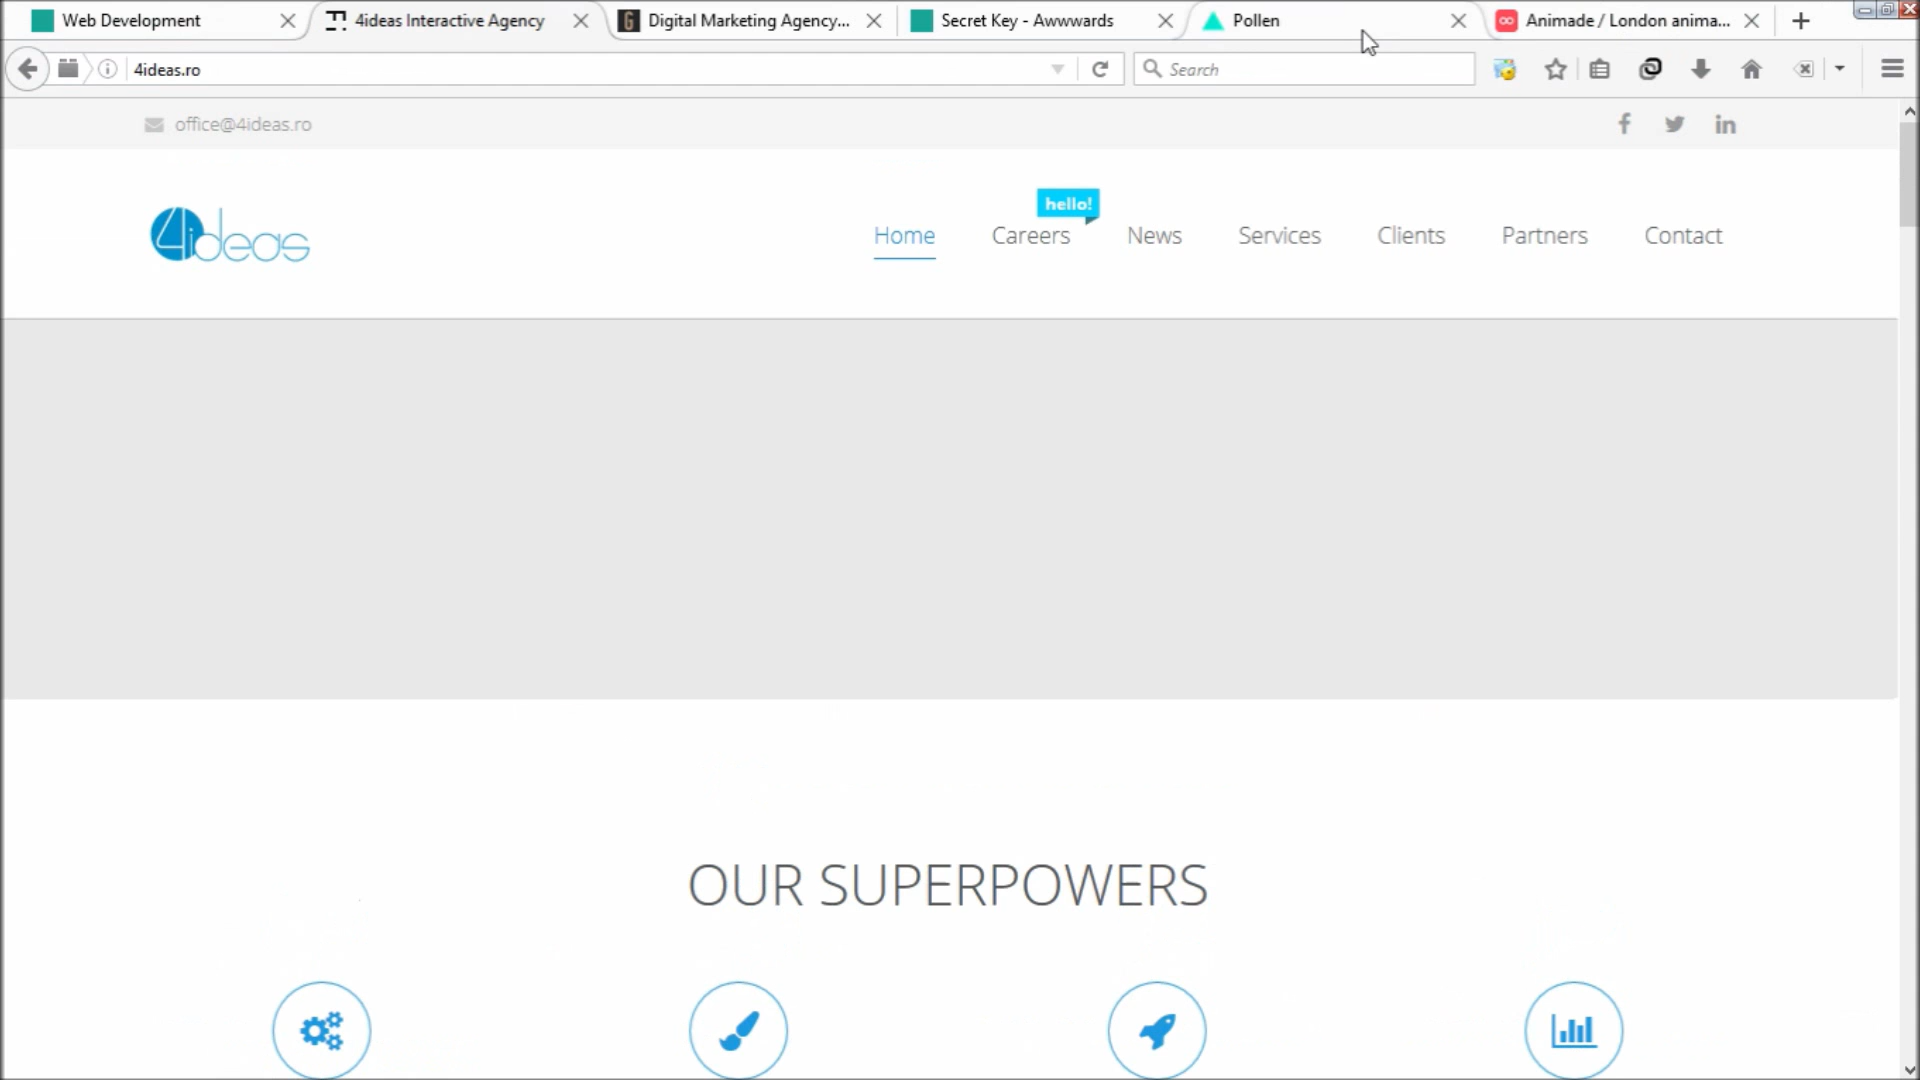 Web Development
4ideas Interactive Agency
Digital Marketing Agency...
Secret Key - Awwwards
Pollen
Animade / London anima...
4ideas.ro
Search
office@4ideas.ro
4ideas
hello!
Home
Careers
News
Services
Clients
Partners
Contact
OUR SUPERPOWERS